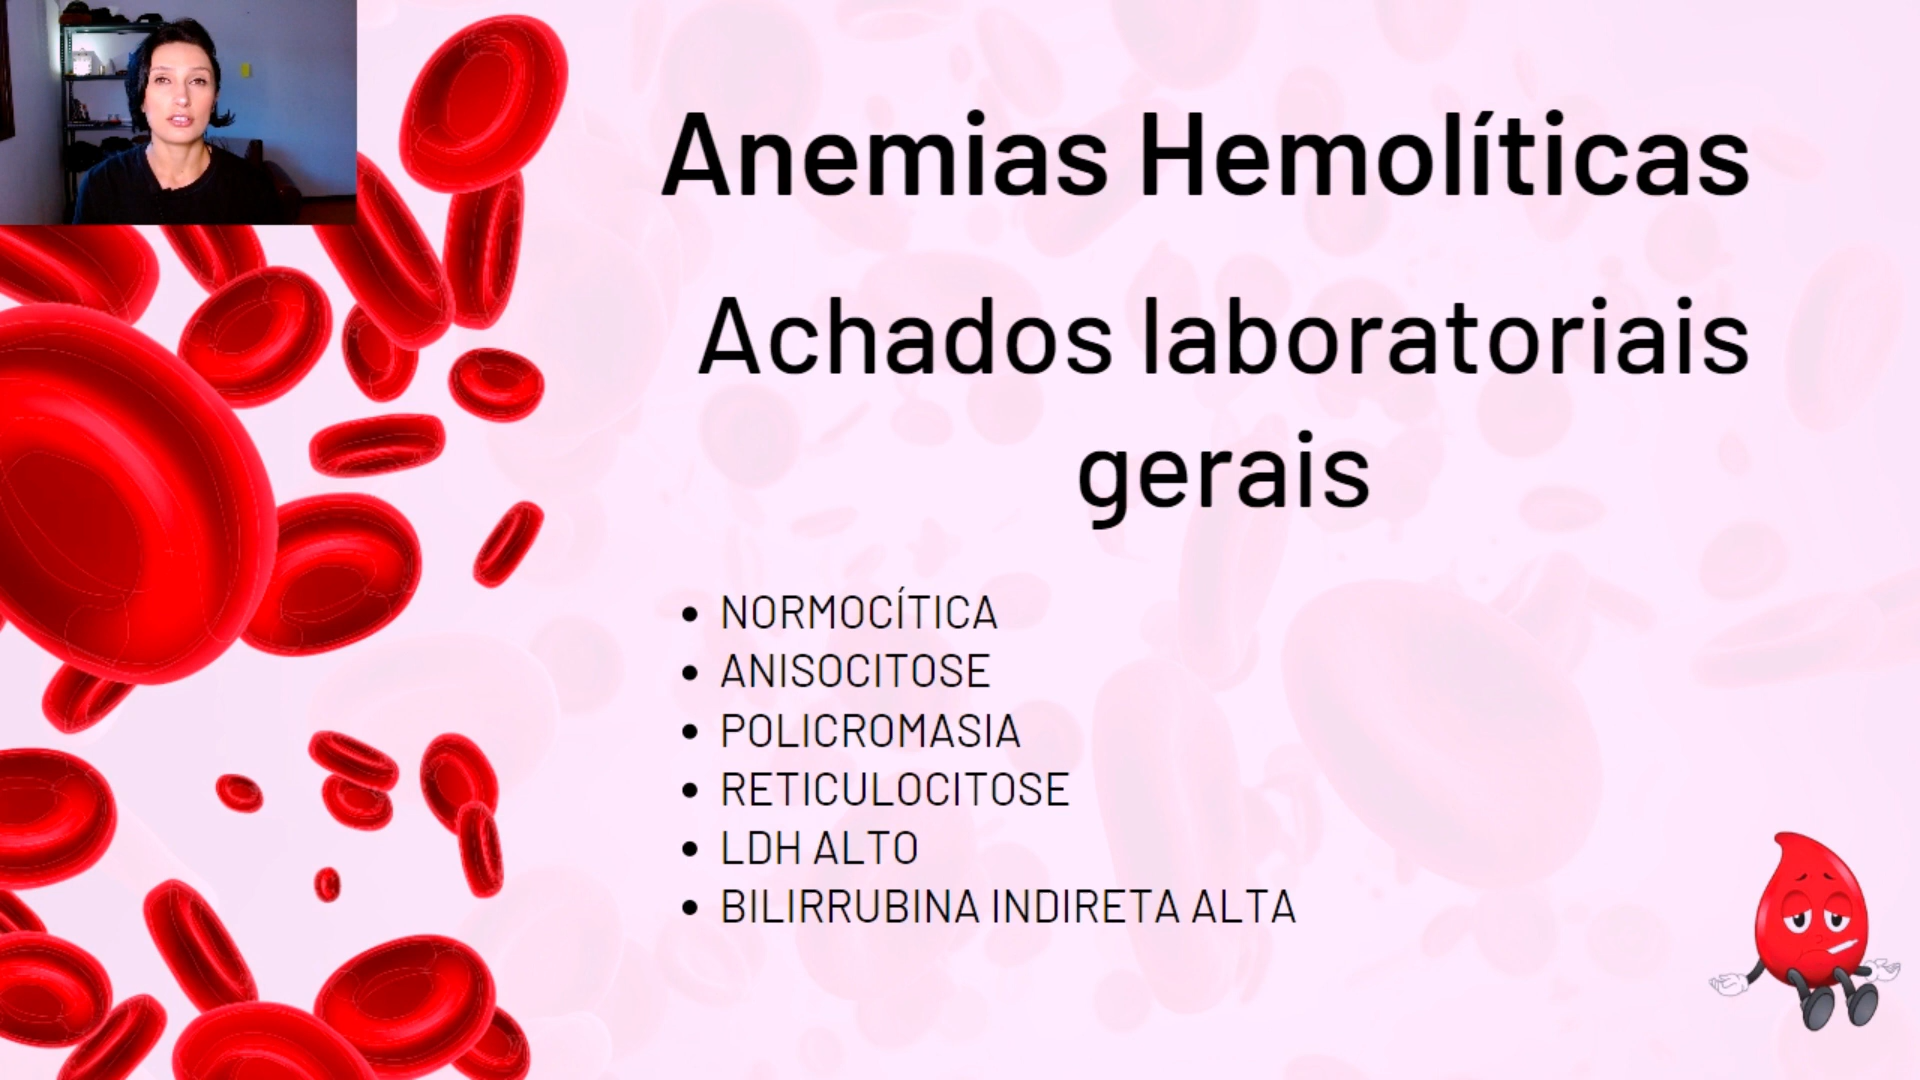 Anemias Hemolíticas
Achados laboratoriais
gerais
• NORMOCÍTICA
• ANISOCITOSE
• POLICROMASIA
• RETICULOCITOSE
• LDH ALTO
• BILIRRUBINA INDIRETA ALTA